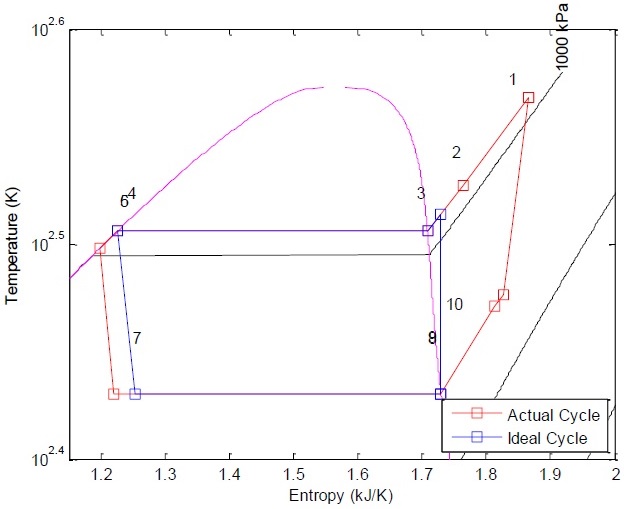 10^2.6
1000 kPa
1
2
3
6
4
10^2.5
Temperature (K)
10
7
9
Actual Cycle
Ideal Cycle
10^2.4
1.2 1.3 1.4 1.5 1.6 1.7 1.8 1.9 2
Entropy (kJ/K)